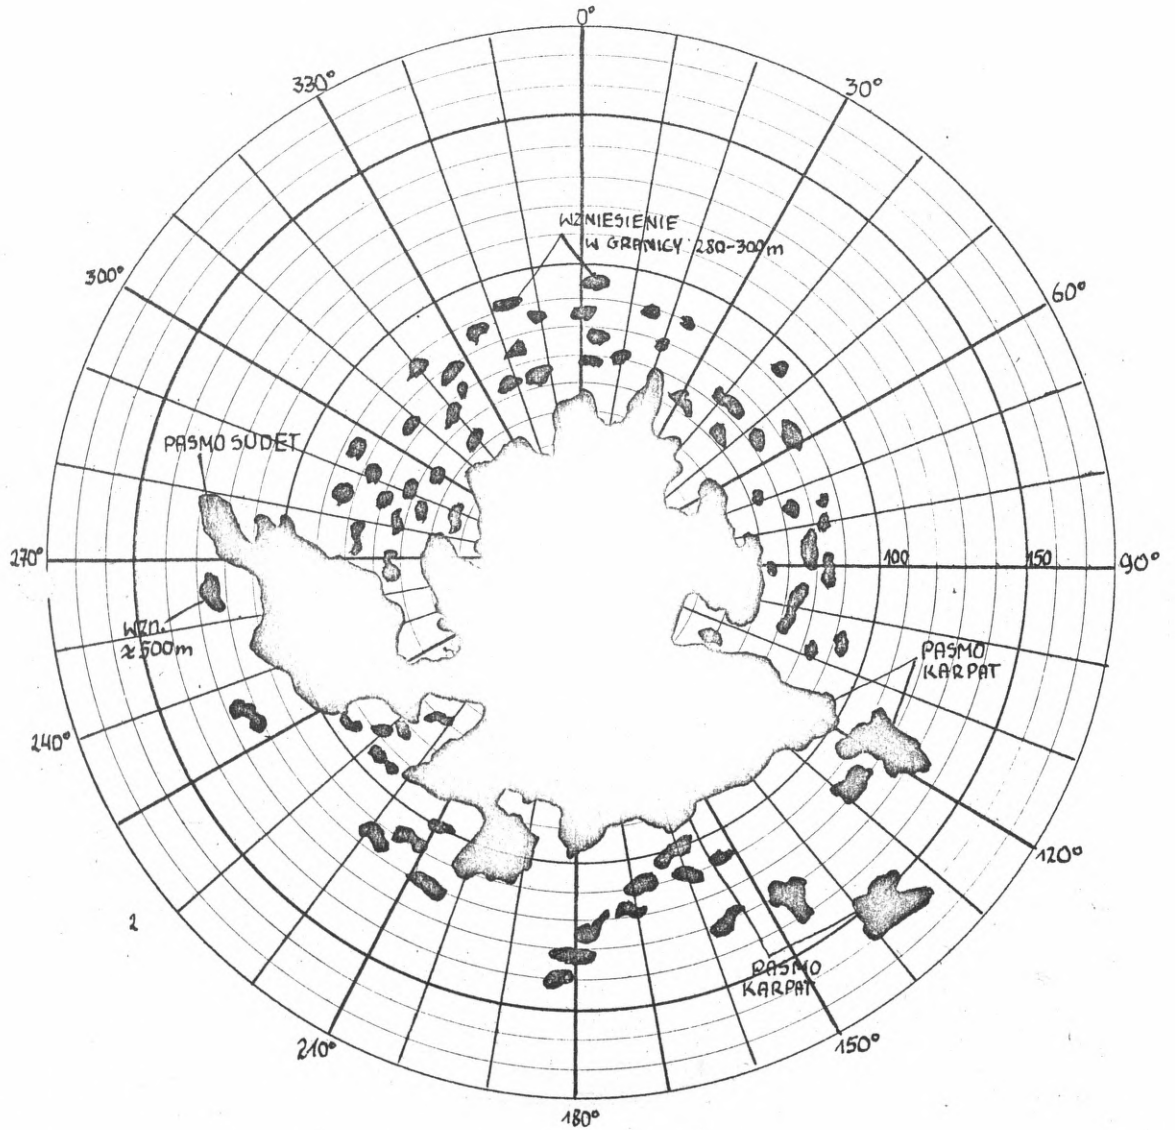 0°
330°
30°
WZNIESIENIE
W GRANICY 280-300m
300°
60°
PASMO SUDET
270°
100
150
90°
WZN.
≈500m
PASMO
KARPAT
240°
120°
2
PASMO
KARPAT
210°
150°
180°